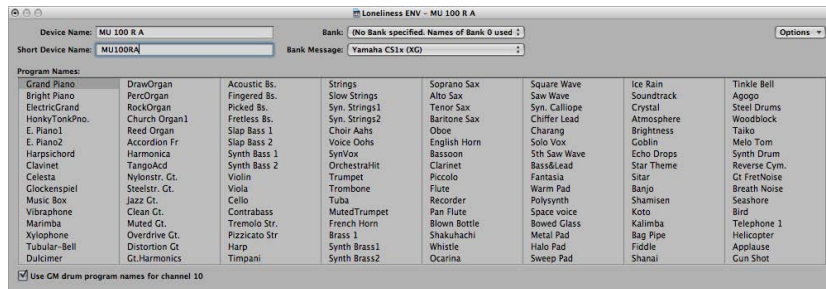 Loneliness ENV – MU 100 R A
Device Name: MU 100 R A Bank: (No Bank specified. Names of Bank 0 used Options
Short Device Name: MU100RA Bank Message: Yamaha CS1x (XG)
Program Names:
Grand Piano DrawOrgan Acoustic Bs. Strings Soprano Sax Square Wave Ice Rain Tinkle Bell
Bright Piano PercOrgan Fingered Bs. Slow Strings Alto Sax Saw Wave Soundtrack Agogo
ElectricGrand RockOrgan Picked Bs. Syn. Strings1 Tenor Sax Syn. Calliope Crystal Steel Drums
HonkyTonkPno. Church Organ1 Fretless Bs. Syn. Strings2 Baritone Sax Chiffer Lead Atmosphere Woodblock
E. Piano1 Reed Organ Slap Bass 1 Choir Aahs Oboe Charang Brightness Taiko
E. Piano2 Accordion Fr Slap Bass 2 Voice Oohs English Horn Solo Vox Goblin Melo Tom
Harpsichord Harmonica Synth Bass 1 SynVox Bassoon 5th Saw Wave Echo Drops Synth Drum
Clavinet TangoAcd Synth Bass 2 OrchestraHit Clarinet Bass&Lead Star Theme Reverse Cym.
Celesta Nylonstr. Gt. Violin Trumpet Piccolo Fantasia Sitar Gt FretNoise
Glockenspiel Steelstr. Gt. Viola Trombone Flute Warm Pad Banjo Breath Noise
Music Box Jazz Gt. Cello Tuba Recorder Polysynth Shamisen Seashore
Vibraphone Clean Gt. Contrabass MutedTrumpet Pan Flute Space voice Koto Bird
Marimba Muted Gt. Tremolo Str. French Horn Blown Bottle Bowed Glass Kalimba Telephone 1
Xylophone Overdrive Gt. Pizzicato Str Brass 1 Shakuhachi Metal Pad Bag Pipe Helicopter
Tubular-Bell Distortion Gt Harp Synth Brass1 Whistle Halo Pad Fiddle Applause
Dulcimer Gt.Harmonics Timpani Synth Brass2 Ocarina Sweep Pad Shanai Gun Shot
Use GM drum program names for channel 10